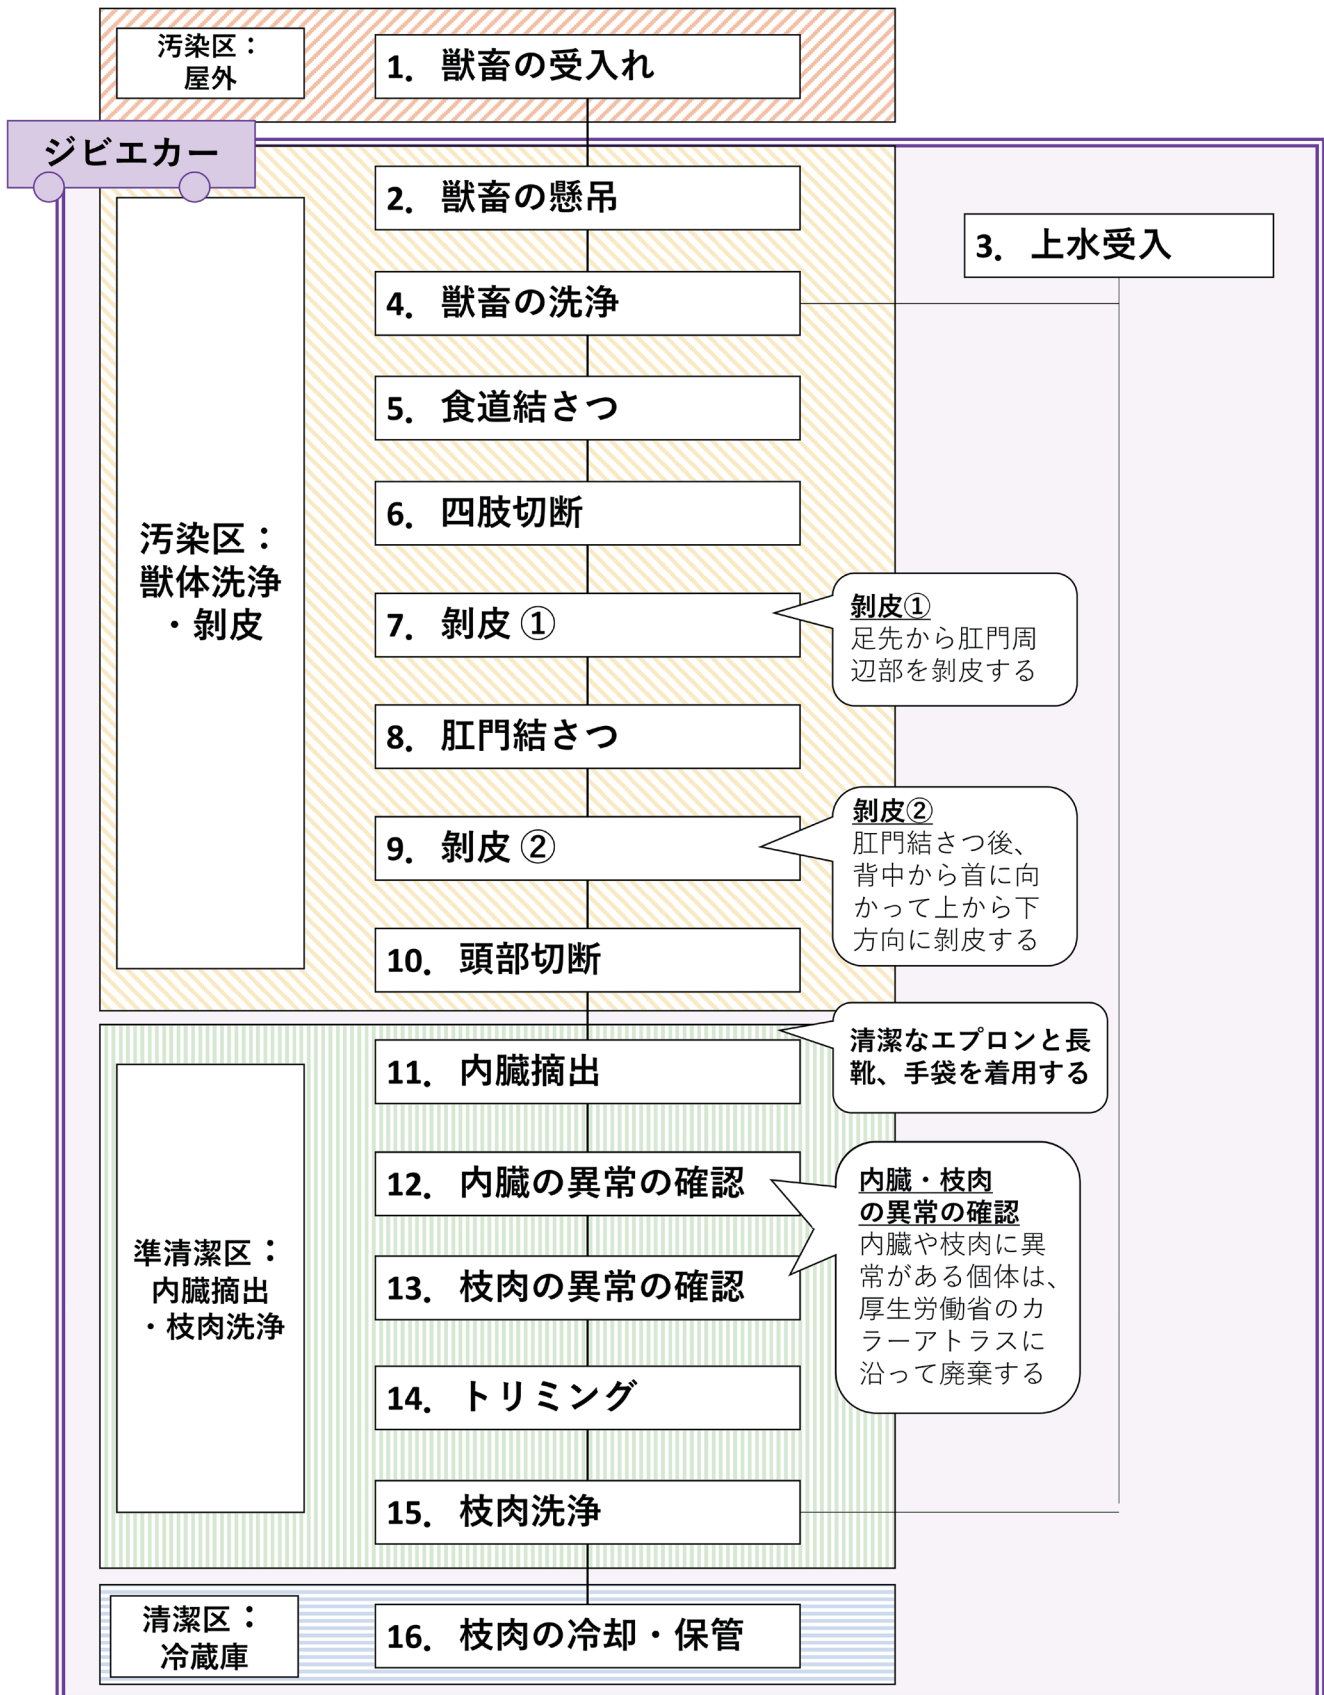 汚染区：
屋外
1．獣畜の受入れ
ジビエカー
2．獣畜の懸吊
3．上水受入
4．獣畜の洗浄
5．食道結さつ
6．四肢切断
汚染区：
獣体洗浄
・剝皮
7．剝皮①
剝皮①
足先から肛門周
辺部を剝皮する
8．肛門結さつ
9．剝皮②
剝皮②
肛門結さつ後、
背中から首に向
かって上から下
方向に剝皮する
10．頭部切断
清潔なエプロンと長
靴、手袋を着用する
11．内臓摘出
12．内臓の異常の確認
内臓・枝肉
の異常の確認
内臓や枝肉に異
常がある個体は、
厚生労働省のカ
ラーアトラスに
沿って廃棄する
13．枝肉の異常の確認
準清潔区：
内臓摘出
・枝肉洗浄
14．トリミング
15．枝肉洗浄
清潔区：
冷蔵庫
16．枝肉の冷却・保管